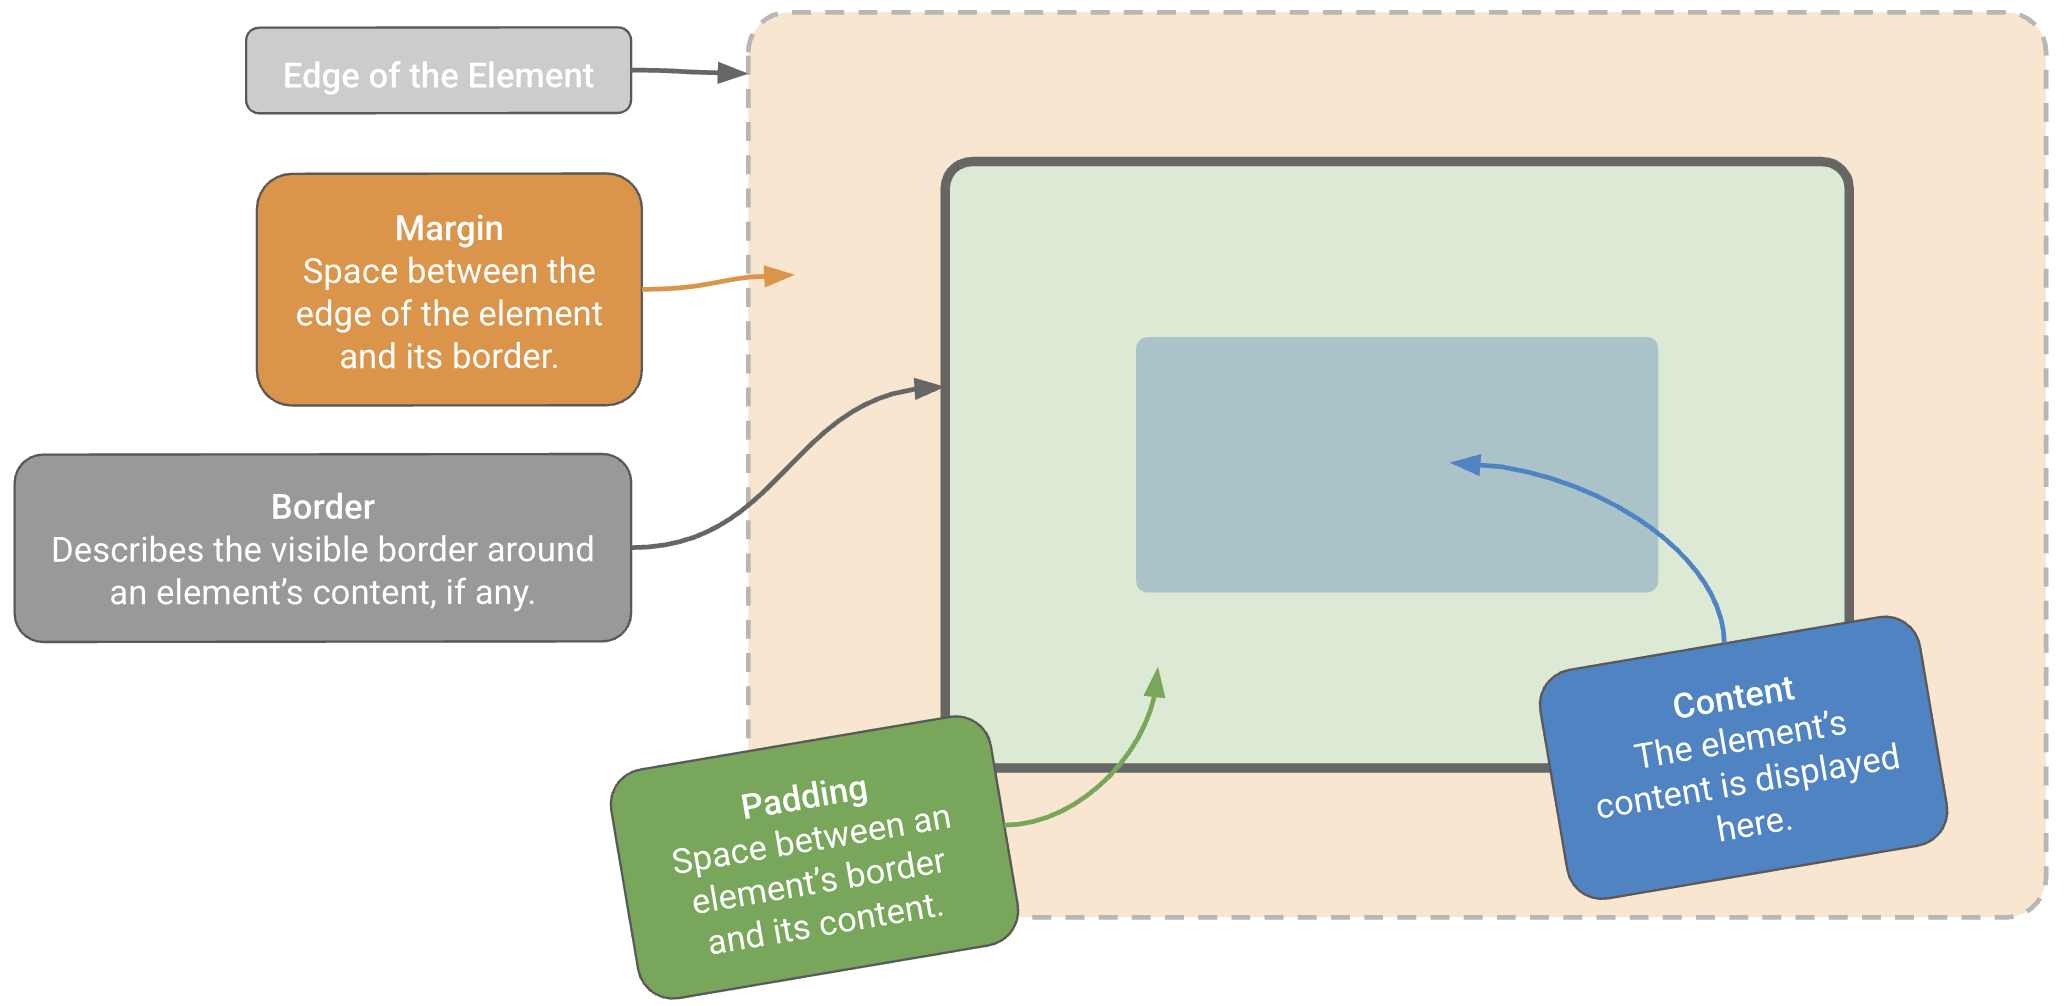 Edge of the Element
Margin
Space between the
edge of the element
and its border.
Border
Describes the visible border around
an element’s content, if any.
Padding
Space between an
element’s border
and its content.
Content
The element’s
content is displayed
here.